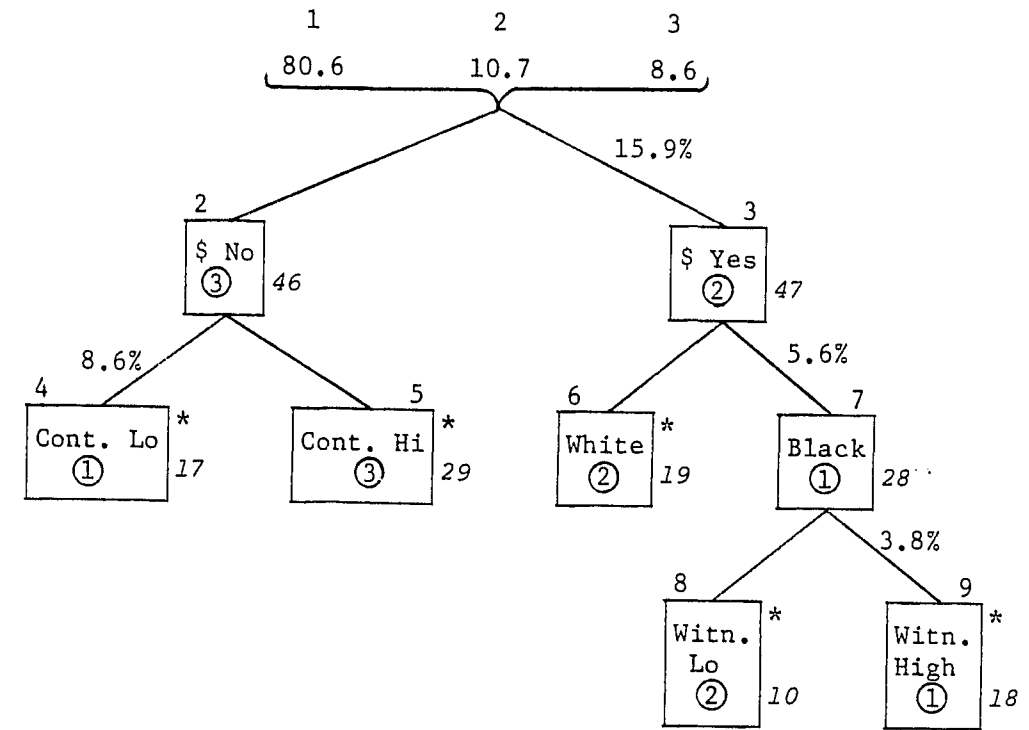 1 2 3
80.6 10.7 8.6
15.9%
2 3
$ No
③ 46
$ Yes
② 47
8.6% 5.6%
4 5 6 7
Cont. Lo *
① 17
Cont. Hi *
③ 29
White *
② 19
Black
① 28
3.8%
8 9
Witn. *
Lo
② 10
Witn. *
High
① 18